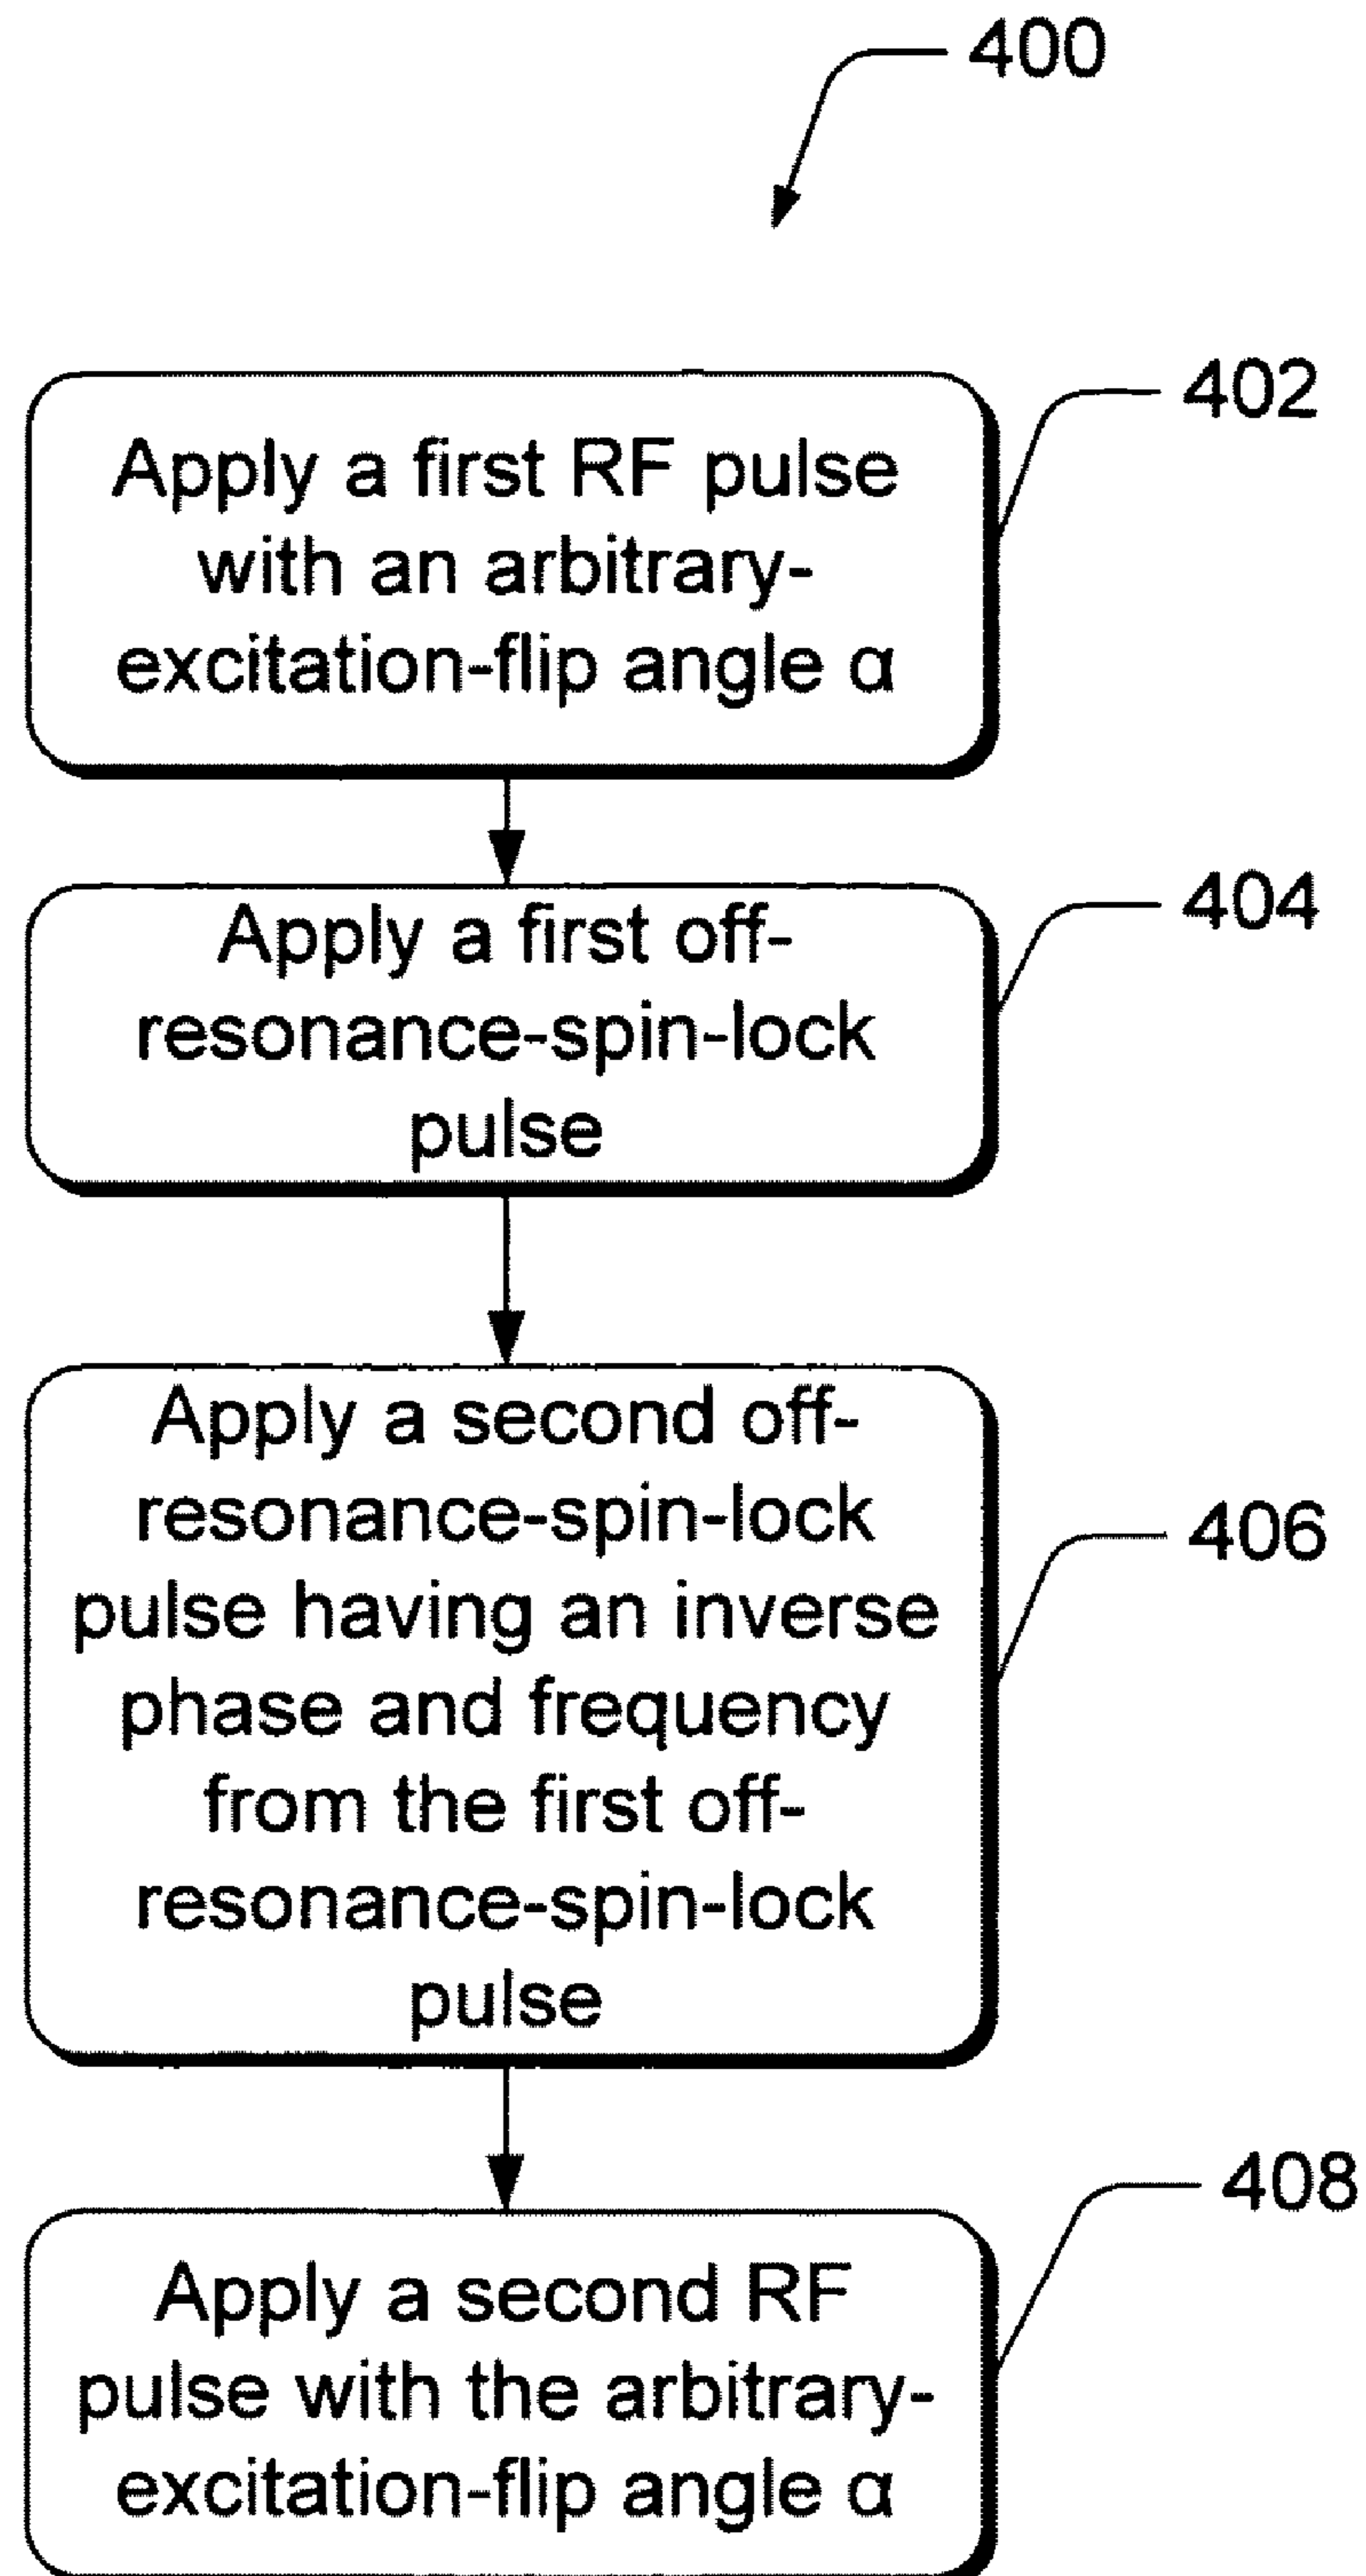 400
402
Apply a first RF pulse
with an arbitrary-
excitation-flip angle α
404
Apply a first off-
resonance-spin-lock
pulse
406
Apply a second off-
resonance-spin-lock
pulse having an inverse
phase and frequency
from the first off-
resonance-spin-lock
pulse
408
Apply a second RF
pulse with the arbitrary-
excitation-flip angle α